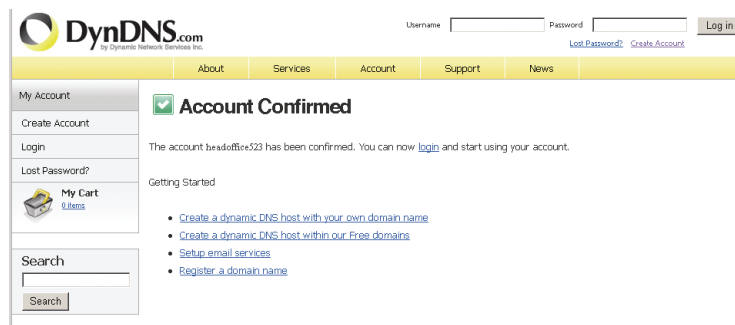 DynDNS.com
by Dynamic Network Services Inc.
Username
Password
Log in
Lost Password? Create Account
About Services Account Support News
My Account
Create Account
Login
Lost Password?
My Cart
0 items
Search
Search
Account Confirmed
The account headoffice523 has been confirmed. You can now login and start using your account.
Getting Started
Create a dynamic DNS host with your own domain name
Create a dynamic DNS host within our Free domains
Setup email services
Register a domain name